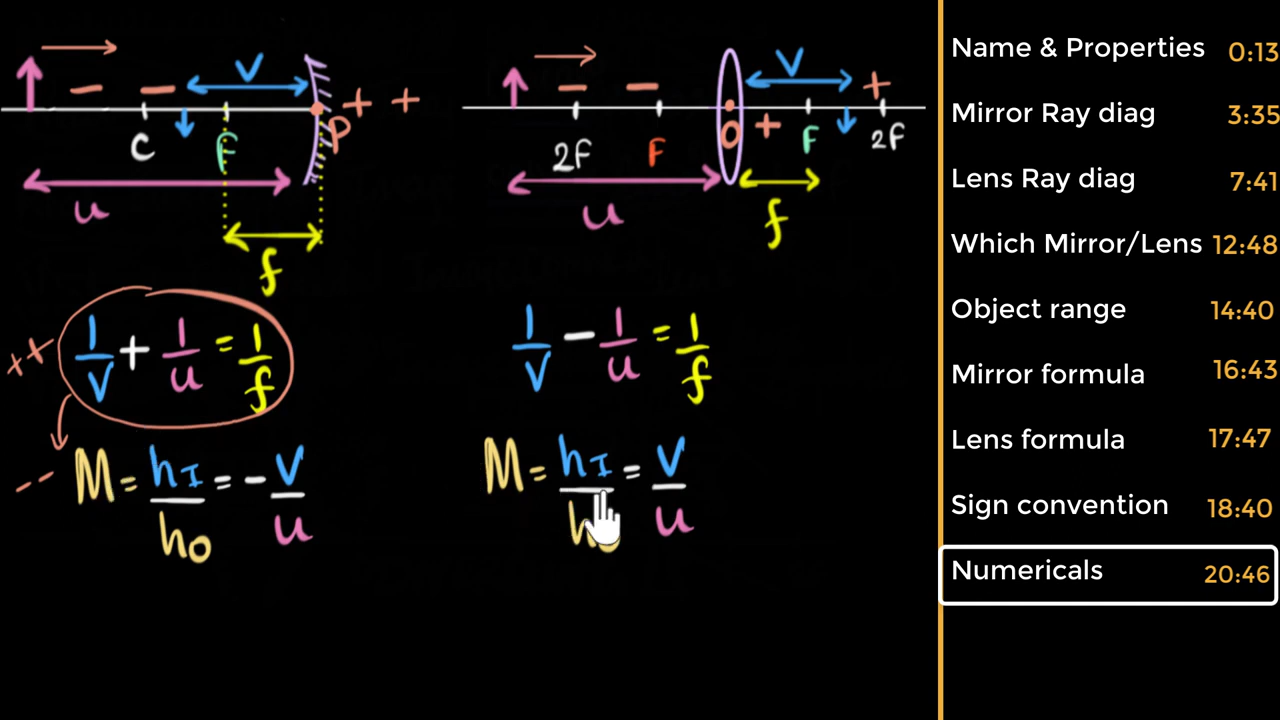 V
- -
+ +
C
F
P
u
f
1/V + 1/u = 1/f
++
--
M = hI/hO = - V/u
V
- -
+
+
2F
F
O
F
2F
u
f
1/V - 1/u = 1/f
M = hI/ho = V/u
Name & Properties 0:13
Mirror Ray diag 3:35
Lens Ray diag 7:41
Which Mirror/Lens 12:48
Object range 14:40
Mirror formula 16:43
Lens formula 17:47
Sign convention 18:40
Numericals 20:46